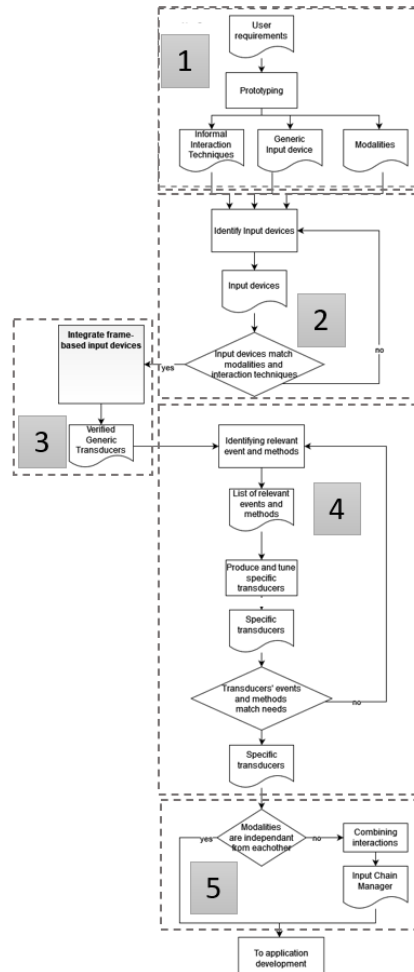 User
requirements
1
Prototyping
Informal
Interaction
Techniques
Generic
Input device
Modalities
Identify Input devices
Input devices
2
Input devices match
modalities and
interaction techniques
no
yes
Integrate frame-
based input devices
3
Verified
Generic
Transducers
Identifying relevant
event and methods
List of relevant
events and methods
4
Produce and tune
specific
transducers
Specific
transducers
Transducers' events
and methods
match needs
no
Specific
transducers
Modalities
are independant
from eachother
yes
no
Combining
interactions
5
Input Chain
Manager
To application
development